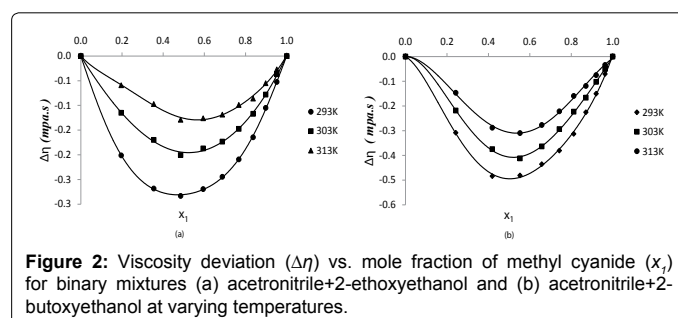 0.0 0.2 0.4 0.6 0.8 1.0
0.0
-0.1
-0.1
-0.2
-0.2
-0.3
-0.3
Δη ( mpa.s)
293K
303K
313K
x1
(a)
0.0 0.2 0.4 0.6 0.8 1.0
0.0
-0.1
-0.2
-0.3
-0.4
-0.5
-0.6
Δη ( mpa.s)
293K
303K
313K
x1
(b)
Figure 2: Viscosity deviation (Δη) vs. mole fraction of methyl cyanide (x1)
for binary mixtures (a) acetronitrile+2-ethoxyethanol and (b) acetronitrile+2-
butoxyethanol at varying temperatures.